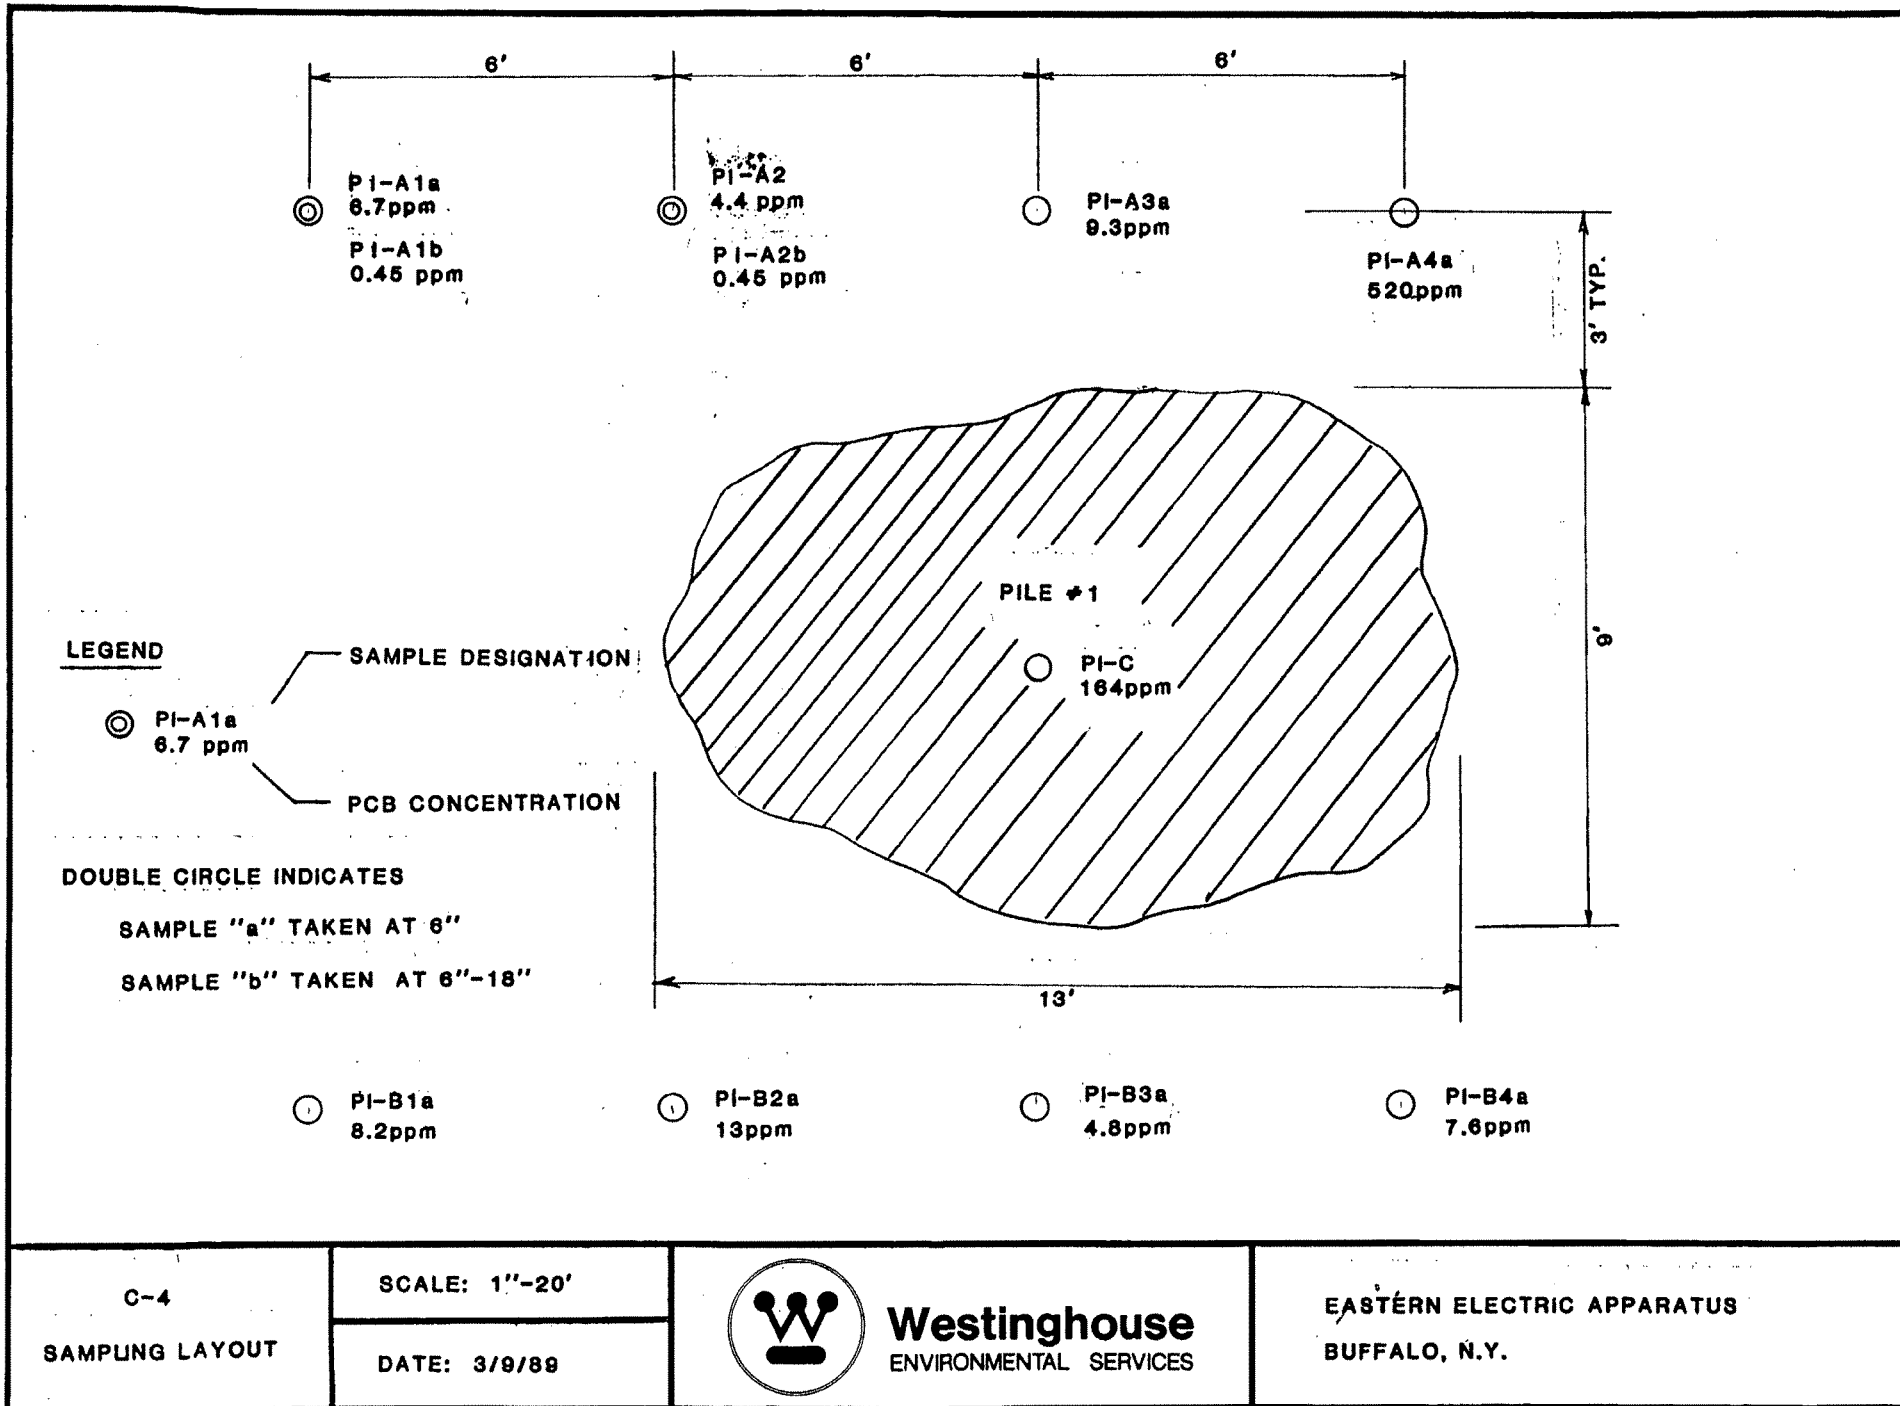 6'
6'
6'
PI-A1a
6.7ppm
PI-A1b
0.45 ppm
PI-A2
4.4 ppm
PI-A2b
0.45 ppm
PI-A3a
9.3ppm
PI-A4a
520ppm
3' TYP.
PILE #1
PI-C
164ppm
9'
LEGEND
SAMPLE DESIGNATION
PI-A1a
6.7 ppm
PCB CONCENTRATION
DOUBLE CIRCLE INDICATES
SAMPLE "a" TAKEN AT 6"
SAMPLE "b" TAKEN AT 6"-18"
13'
PI-B1a
8.2ppm
PI-B2a
13ppm
PI-B3a
4.8ppm
PI-B4a
7.6ppm
C-4
SAMPLING LAYOUT
SCALE: 1"-20'
DATE: 3/9/89
W
Westinghouse
ENVIRONMENTAL SERVICES
EASTERN ELECTRIC APPARATUS
BUFFALO, N.Y.